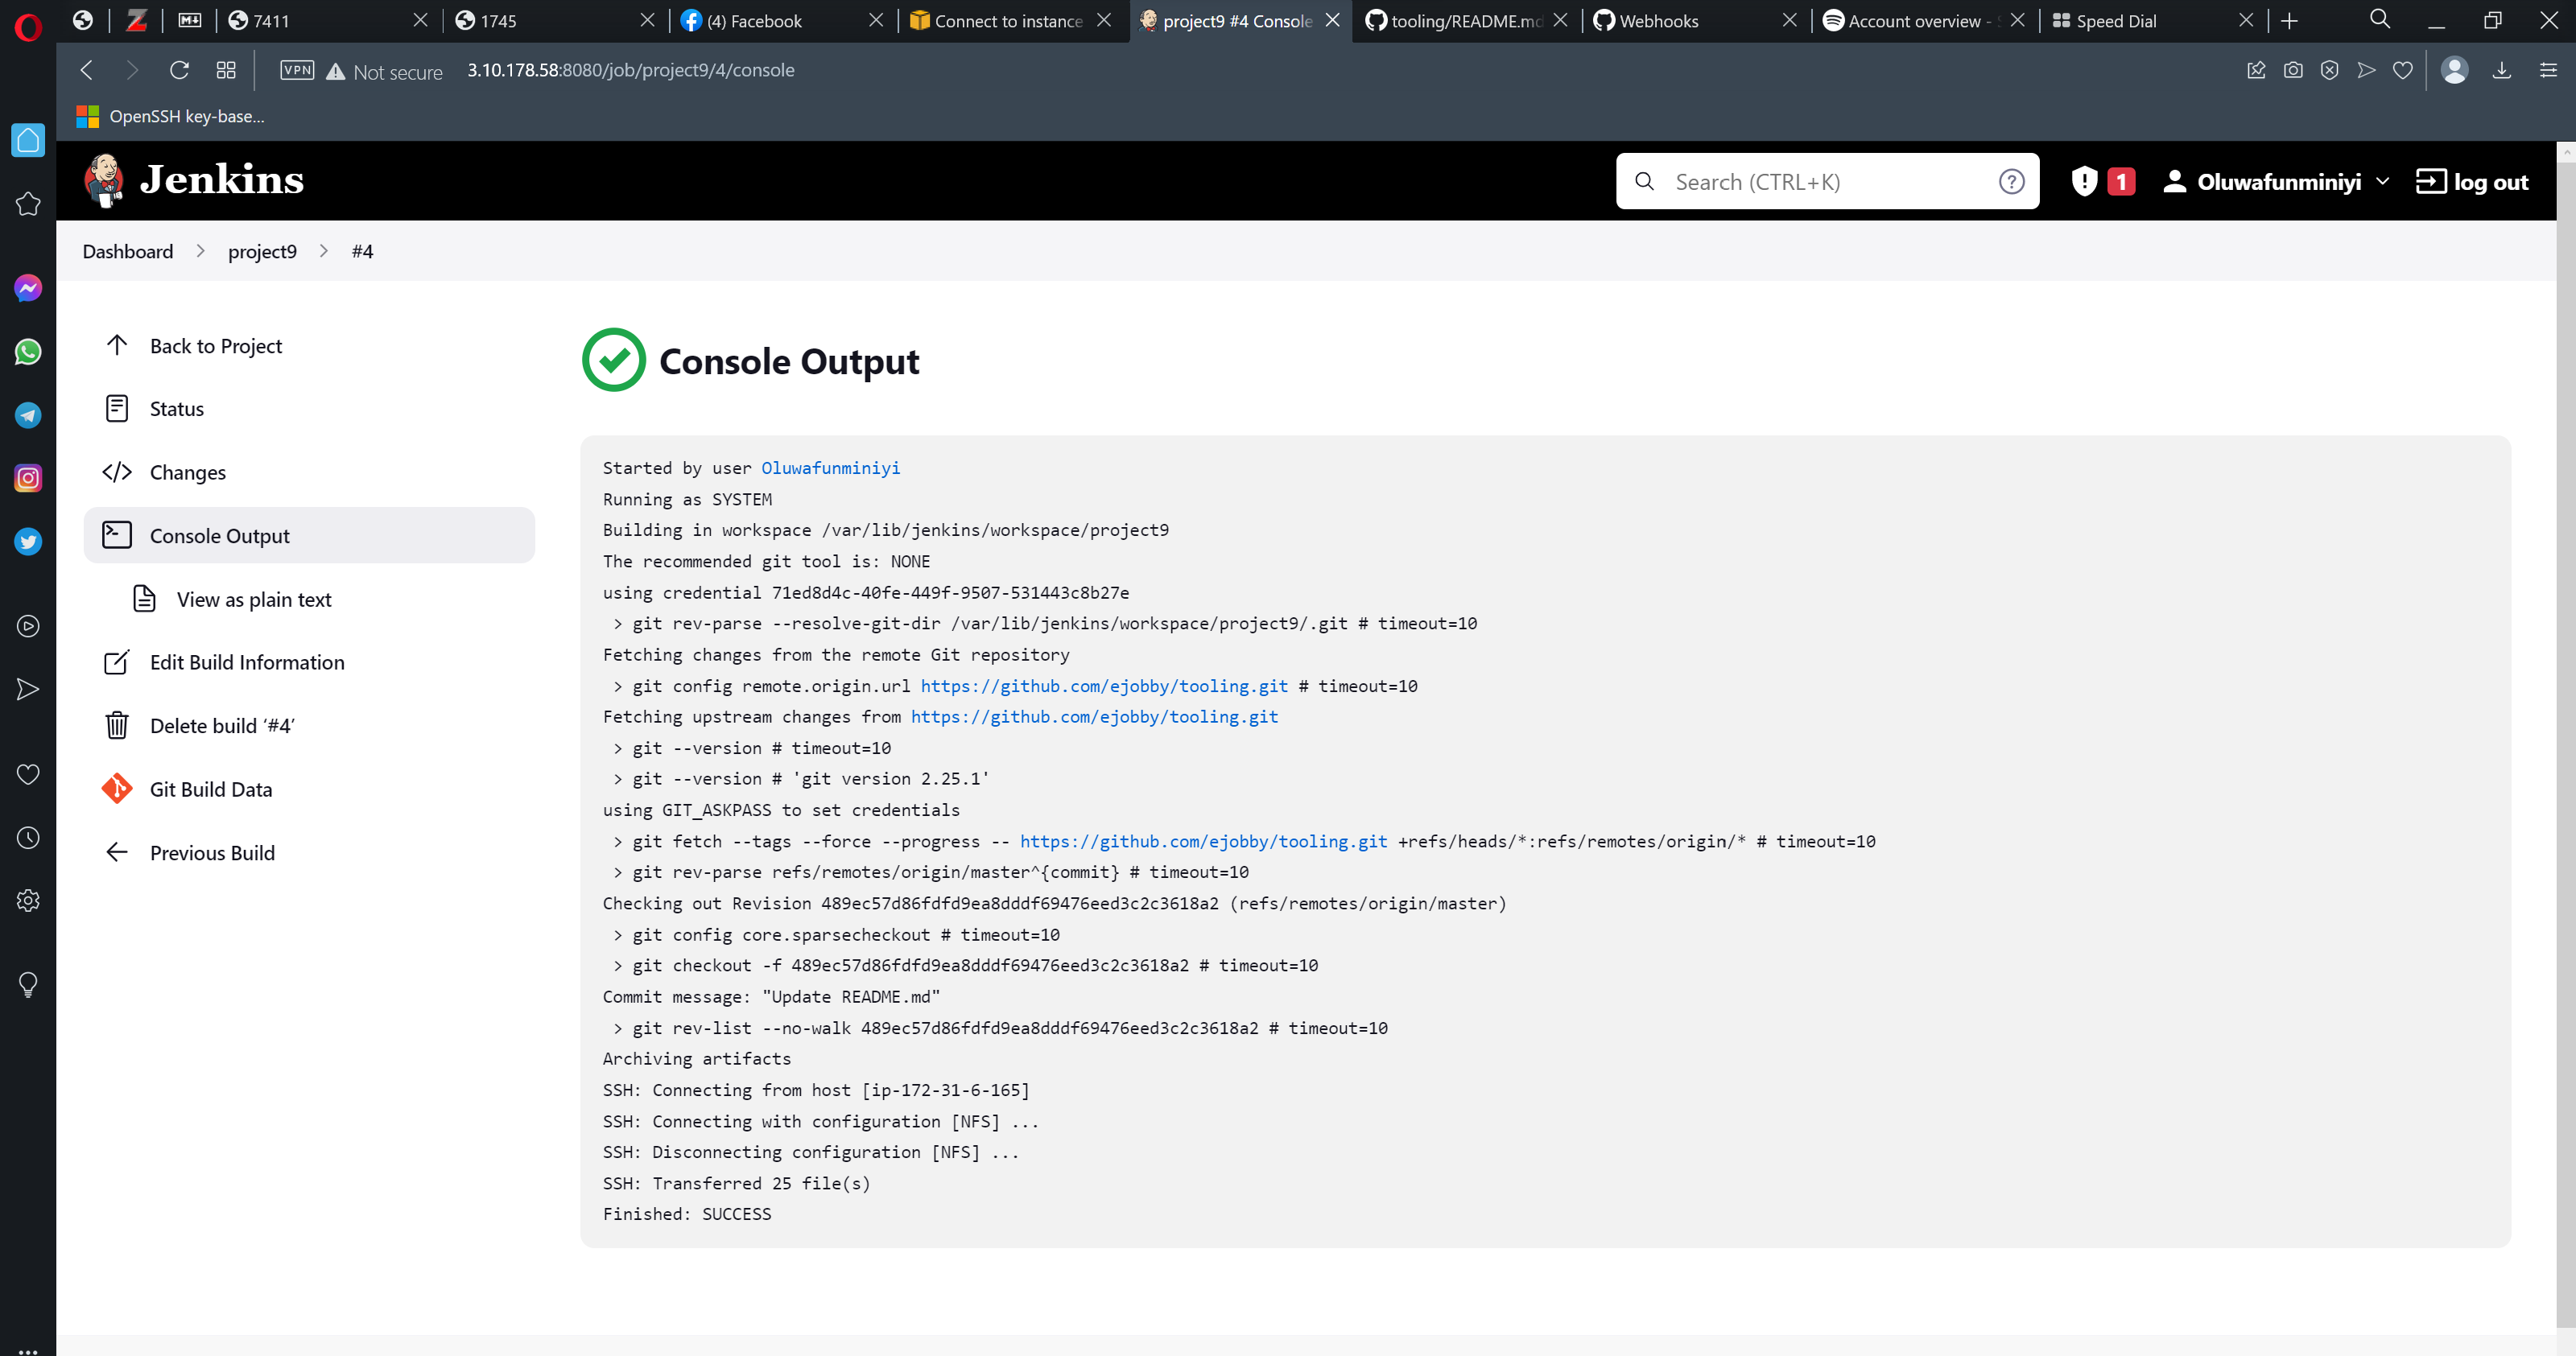 7411
1745
(4) Facebook
Connect to instance
project9 #4 Console
tooling/README.md
Webhooks
Account overview -
Speed Dial
VPN
Not secure
3.10.178.58:8080/job/project9/4/console
OpenSSH key-base...
Jenkins
Search (CTRL+K)
1
Oluwafunminiyi
log out
Dashboard
project9
#4
Back to Project
Status
Changes
Console Output
View as plain text
Edit Build Information
Delete build ‘#4’
Git Build Data
Previous Build
Console Output
Started by user Oluwafunminiyi
Running as SYSTEM
Building in workspace /var/lib/jenkins/workspace/project9
The recommended git tool is: NONE
using credential 71ed8d4c-40fe-449f-9507-531443c8b27e
 > git rev-parse --resolve-git-dir /var/lib/jenkins/workspace/project9/.git # timeout=10
Fetching changes from the remote Git repository
 > git config remote.origin.url https://github.com/ejobby/tooling.git # timeout=10
Fetching upstream changes from https://github.com/ejobby/tooling.git
 > git --version # timeout=10
 > git --version # 'git version 2.25.1'
using GIT_ASKPASS to set credentials
 > git fetch --tags --force --progress -- https://github.com/ejobby/tooling.git +refs/heads/*:refs/remotes/origin/* # timeout=10
 > git rev-parse refs/remotes/origin/master^{commit} # timeout=10
Checking out Revision 489ec57d86fdfd9ea8dddf69476eed3c2c3618a2 (refs/remotes/origin/master)
 > git config core.sparsecheckout # timeout=10
 > git checkout -f 489ec57d86fdfd9ea8dddf69476eed3c2c3618a2 # timeout=10
Commit message: "Update README.md"
 > git rev-list --no-walk 489ec57d86fdfd9ea8dddf69476eed3c2c3618a2 # timeout=10
Archiving artifacts
SSH: Connecting from host [ip-172-31-6-165]
SSH: Connecting with configuration [NFS] ...
SSH: Disconnecting configuration [NFS] ...
SSH: Transferred 25 file(s)
Finished: SUCCESS